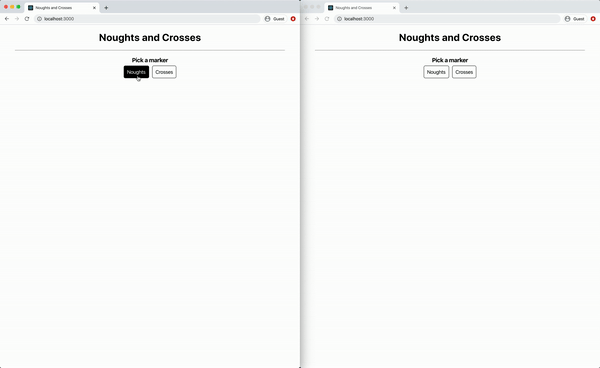 Noughts and Crosses
localhost:3000
Guest
Noughts and Crosses
Pick a marker
Noughts
Crosses
Noughts and Crosses
localhost:3000
Guest
Noughts and Crosses
Pick a marker
Noughts
Crosses